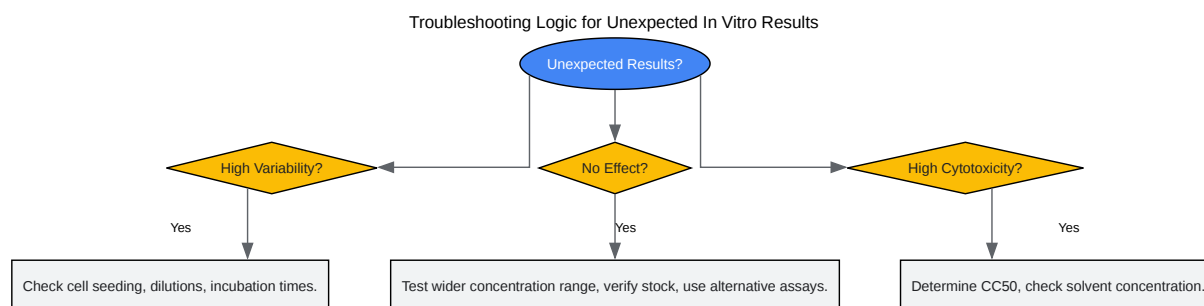 Troubleshooting Logic for Unexpected In Vitro Results
Unexpected Results?
High Variability?
No Effect?
High Cytotoxicity?
Yes
Yes
Yes
Check cell seeding, dilutions, incubation times.
Test wider concentration range, verify stock, use alternative assays.
Determine CC50, check solvent concentration.